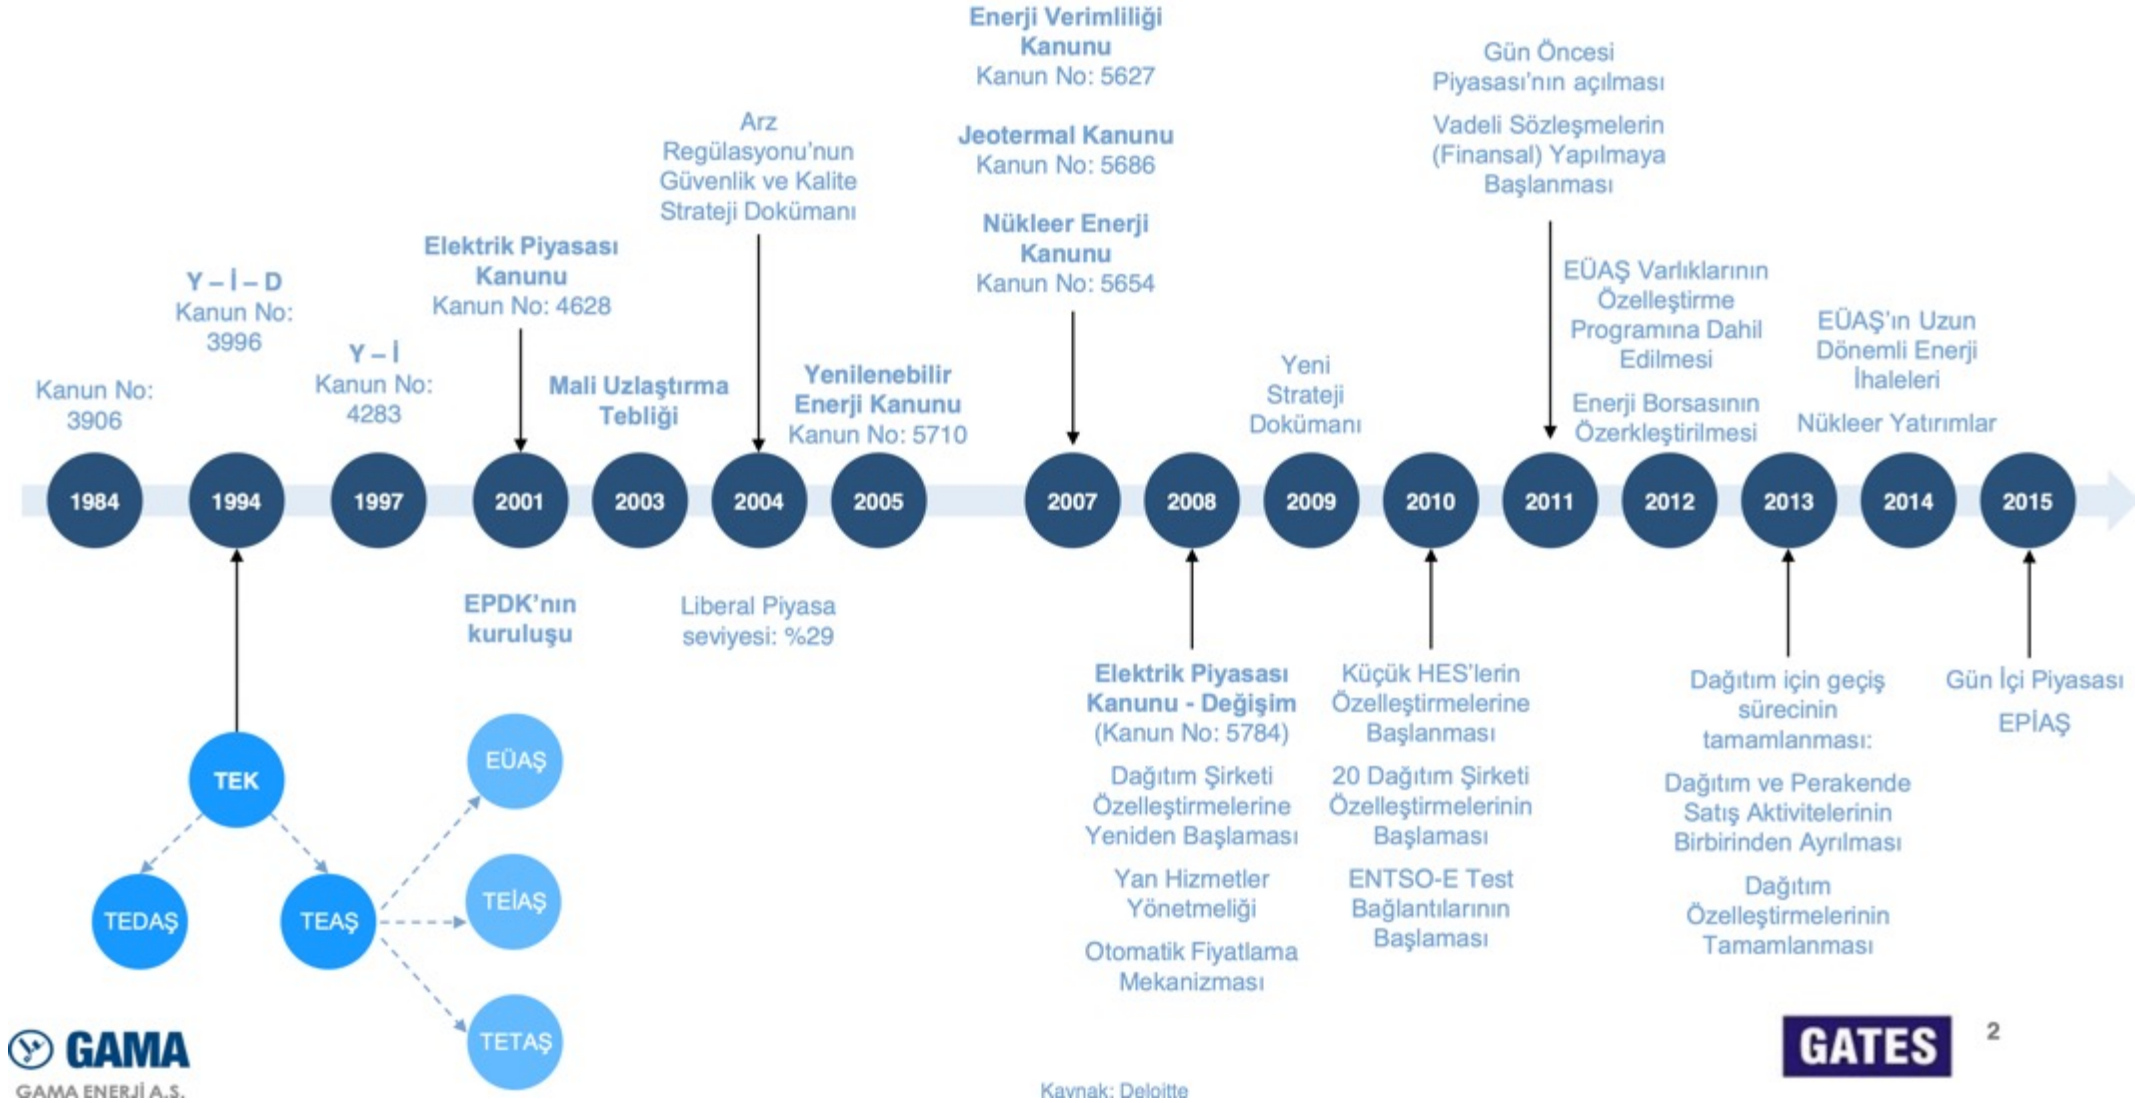 Kanun No:
3906
Y – İ – D
Kanun No:
3996
Y – İ
Kanun No:
4283
Elektrik Piyasası
Kanunu
Kanun No: 4628
Mali Uzlaştırma
Tebliği
Arz
Regülasyonu'nun
Güvenlik ve Kalite
Strateji Dokümanı
Yenilenebilir
Enerji Kanunu
Kanun No: 5710
Enerji Verimliliği
Kanunu
Kanun No: 5627
Jeotermal Kanunu
Kanun No: 5686
Nükleer Enerji
Kanunu
Kanun No: 5654
Yeni
Strateji
Dokümanı
Gün Öncesi
Piyasası'nın açılması
Vadeli Sözleşmelerin
(Finansal) Yapılmaya
Başlanması
EÜAŞ Varlıklarının
Özelleştirme
Programına Dahil
Edilmesi
Enerji Borsasının
Özerkleştirilmesi
EÜAŞ'ın Uzun
Dönemli Enerji
İhaleleri
Nükleer Yatırımlar
1984
1994
1997
2001
2003
2004
2005
2007
2008
2009
2010
2011
2012
2013
2014
2015
EPDK'nın
kuruluşu
Liberal Piyasa
seviyesi: %29
Elektrik Piyasası
Kanunu - Değişim
(Kanun No: 5784)
Dağıtım Şirketi
Özelleştirmelerine
Yeniden Başlaması
Yan Hizmetler
Yönetmeliği
Otomatik Fiyatlama
Mekanizması
Küçük HES'lerin
Özelleştirmelerine
Başlanması
20 Dağıtım Şirketi
Özelleştirmelerinin
Başlaması
ENTSO-E Test
Bağlantılarının
Başlaması
Dağıtım için geçiş
sürecinin
tamamlanması:
Dağıtım ve Perakende
Satış Aktivitelerinin
Birbirinden Ayrılması
Dağıtım
Özelleştirmelerinin
Tamamlanması
Gün İçi Piyasası
EPİAŞ
TEK
TEDAŞ
TEAŞ
EÜAŞ
TEİAŞ
TETAŞ
GAMA
GAMA ENERJİ A.S.
Kaynak: Deloitte
GATES
2